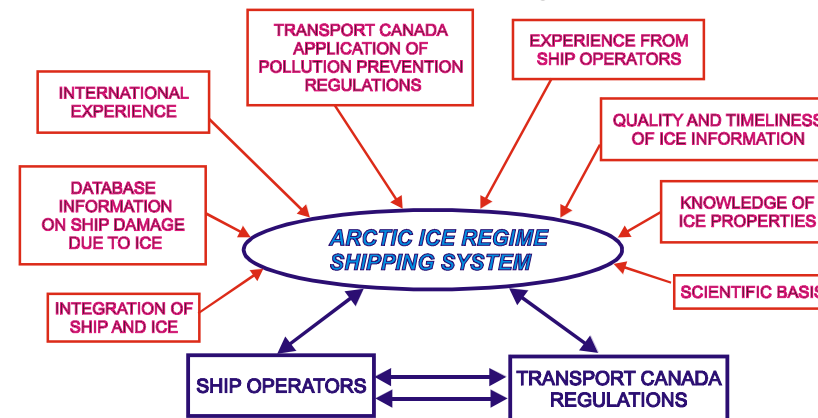 TRANSPORT CANADA
APPLICATION OF
POLLUTION PREVENTION
REGULATIONS
EXPERIENCE FROM
SHIP OPERATORS
INTERNATIONAL
EXPERIENCE
QUALITY AND TIMELINESS
OF ICE INFORMATION
DATABASE
INFORMATION
ON SHIP DAMAGE
DUE TO ICE
KNOWLEDGE OF
ICE PROPERTIES
ARCTIC ICE REGIME
SHIPPING SYSTEM
INTEGRATION OF
SHIP AND ICE
SCIENTIFIC BASIS
SHIP OPERATORS
TRANSPORT CANADA
REGULATIONS